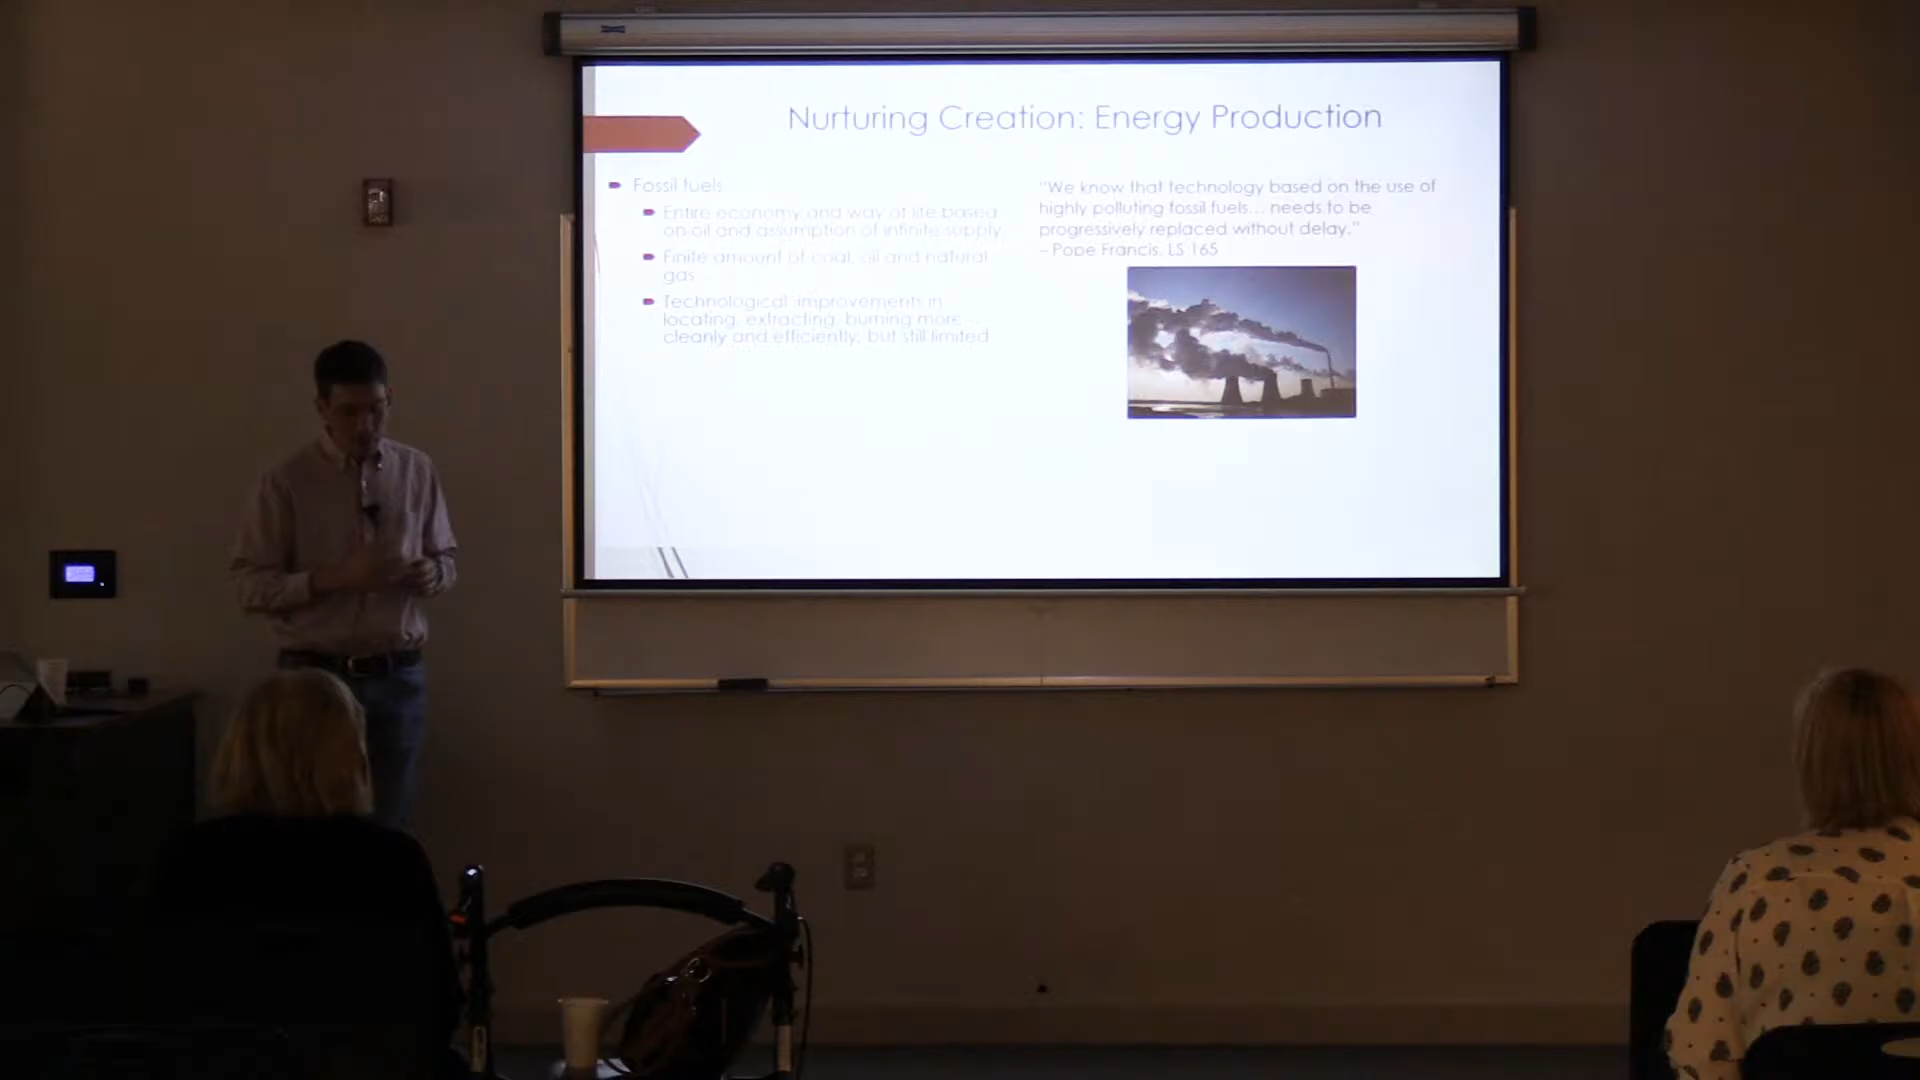 Nurturing Creation: Energy Production
Fossil fuels
Entire economy and way of life based
on oil and assumption of infinite supply
Finite amount of coal, oil and natural
gas
Technological improvements in
locating, extracting, burning more
cleanly and efficiently, but still limited
"We know that technology based on the use of
highly polluting fossil fuels... needs to be
progressively replaced without delay."
– Pope Francis, LS 165